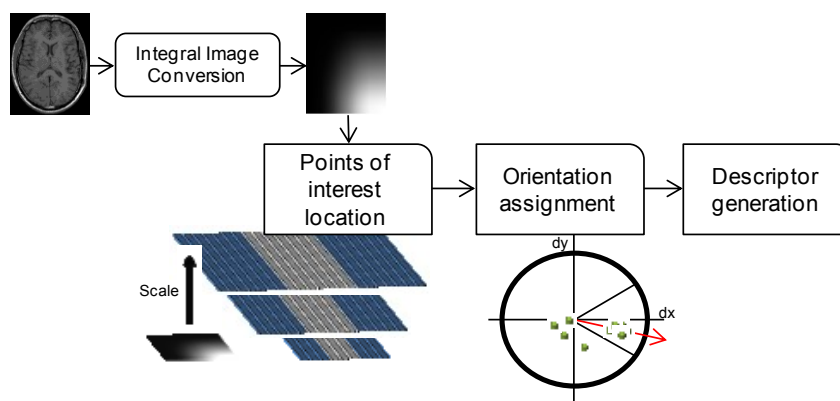 Integral Image
Conversion
Points of
interest
location
Orientation
assignment
Descriptor
generation
dy
Scale
dx